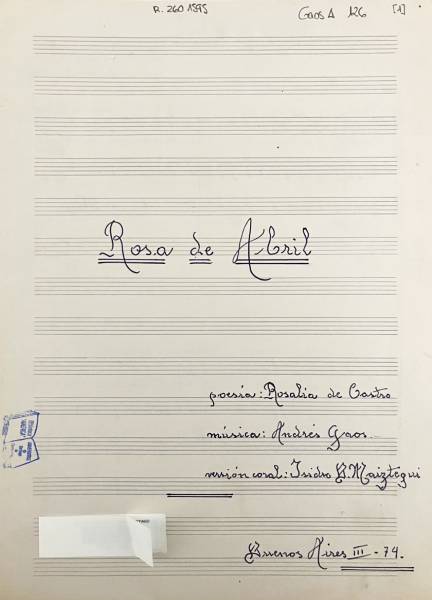 R. 260 1595
Gaos A 126
[1]
Rosa de Abril
poesía: Rosalía de Castro
música: Andrés Gaos
versión coral: Isidro B. Maiztegui
Buenos Aires III - 74.